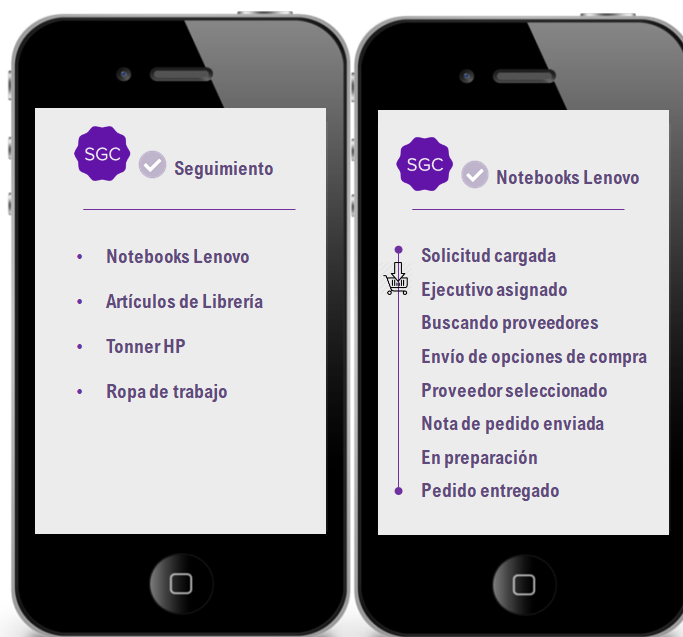 SGC
Seguimiento
Notebooks Lenovo
Artículos de Librería
Tonner HP
Ropa de trabajo
SGC
Notebooks Lenovo
Solicitud cargada
Ejecutivo asignado
Buscando proveedores
Envío de opciones de compra
Proveedor seleccionado
Nota de pedido enviada
En preparación
Pedido entregado